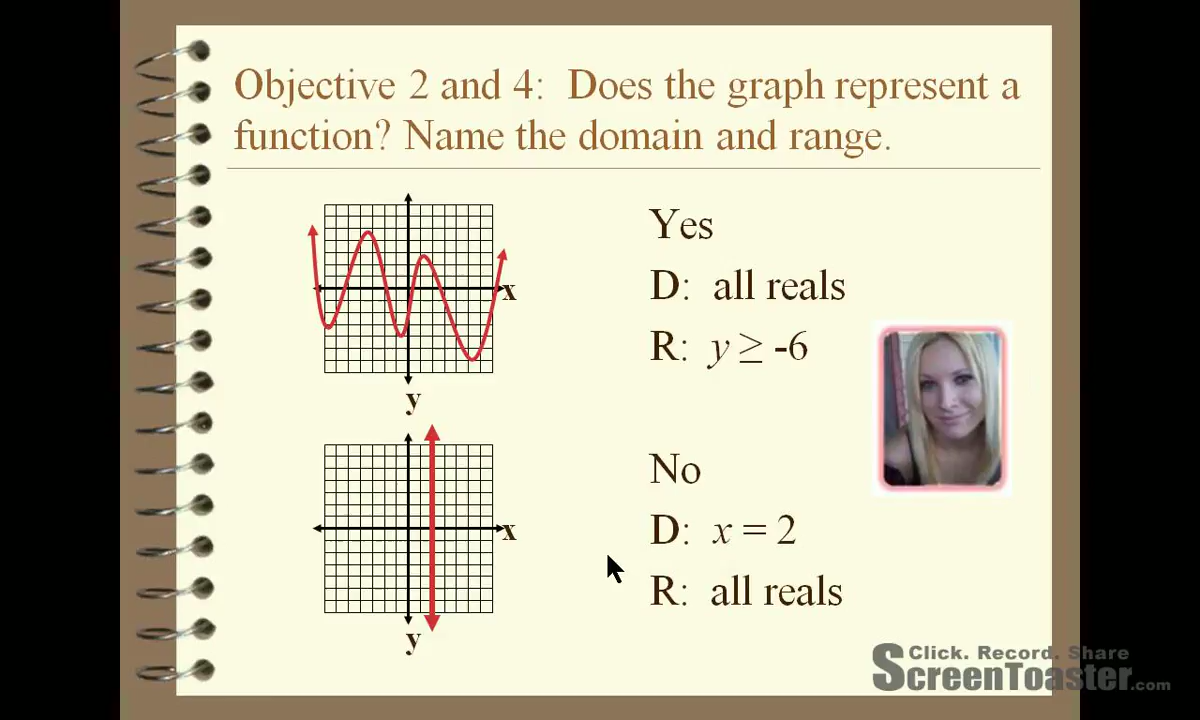 Objective 2 and 4:  Does the graph represent a
function? Name the domain and range.
x
y
Yes
D:  all reals
R:  y ≥ -6
x
y
No
D:  x = 2
R:  all reals
Click. Record. Share
ScreenToaster.com